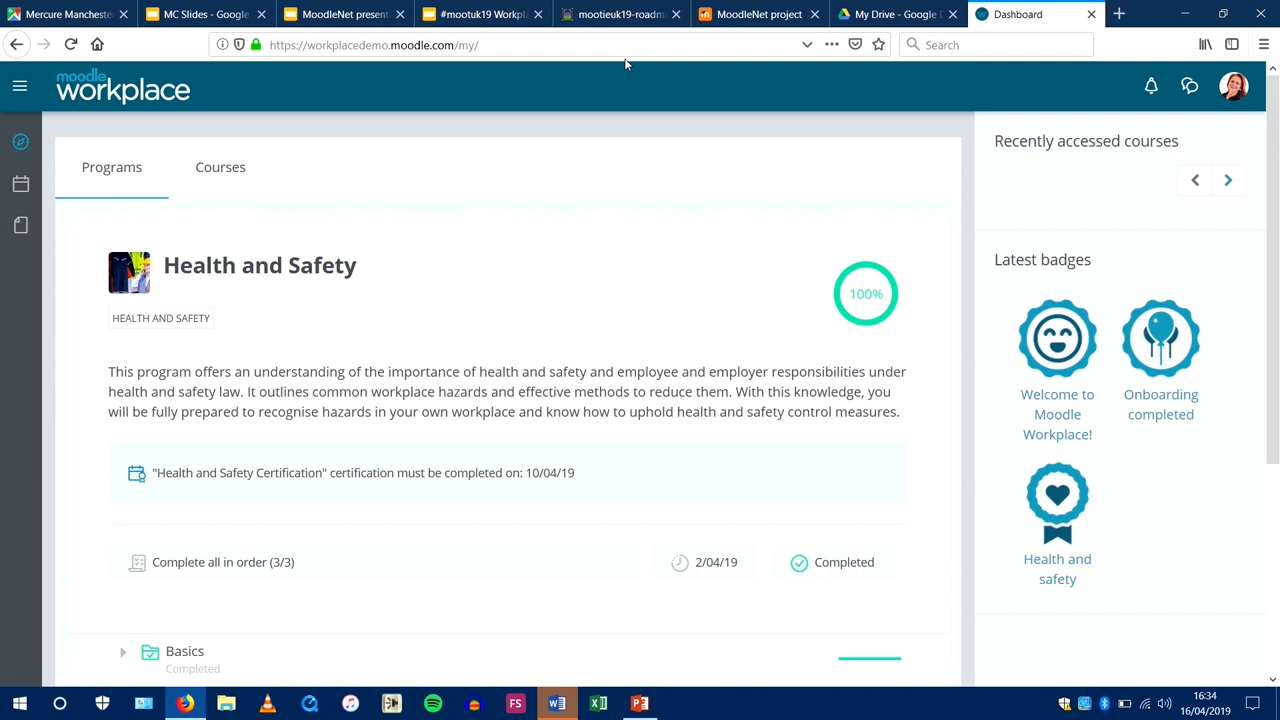 Mercure Manchester
MC Slides - Google
MoodleNet present
#mootuk19 Workpla
mootieuk19-roadma
MoodleNet project
My Drive - Google D
Dashboard
https://workplacedemo.moodle.com/my/
Search
moodle
workplace
Programs
Courses
Recently accessed courses
Health and Safety
100%
HEALTH AND SAFETY
This program offers an understanding of the importance of health and safety and employee and employer responsibilities under
health and safety law. It outlines common workplace hazards and effective methods to reduce them. With this knowledge, you
will be fully prepared to recognise hazards in your own workplace and know how to uphold health and safety control measures.
"Health and Safety Certification" certification must be completed on: 10/04/19
Complete all in order (3/3)
2/04/19
Completed
Basics
Completed
Latest badges
Welcome to
Moodle
Workplace!
Onboarding
completed
Health and
safety
FS
16:34
16/04/2019